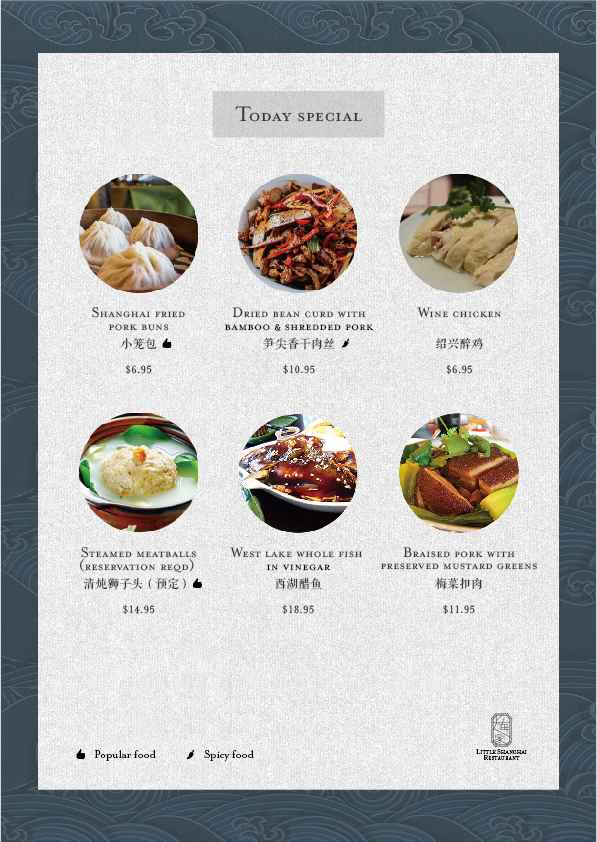 Today special
Shanghai fried
pork buns
小笼包
$6.95
Dried bean curd with
bamboo & shredded pork
笋尖香干肉丝
$10.95
Wine chicken
绍兴醉鸡
$6.95
Steamed meatballs
(reservation reqd)
清炖狮子头（预定）
$14.95
West lake whole fish
in vinegar
西湖醋鱼
$18.95
Braised pork with
preserved mustard greens
梅菜扣肉
$11.95
Popular food
Spicy food
Little Shanghai
Restaurant